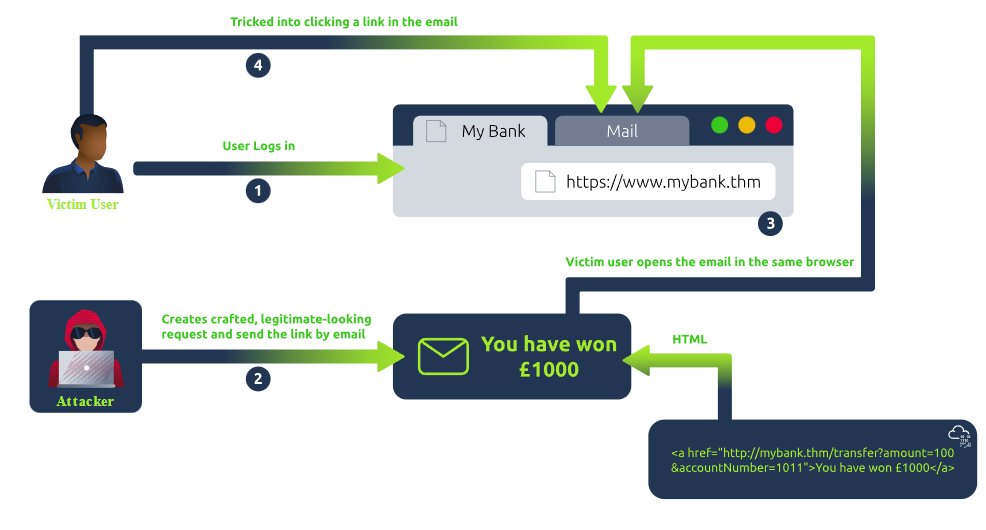 Tricked into clicking a link in the email
4
My Bank
Mail
User Logs in
1
https://www.mybank.thm
Victim User
3
Victim user opens the email in the same browser
Creates crafted, legitimate-looking
request and send the link by email
2
Attacker
You have won
£1000
HTML
<a href="http://mybank.thm/transfer?amount=100
&accountNumber=1011">You have won £1000</a>